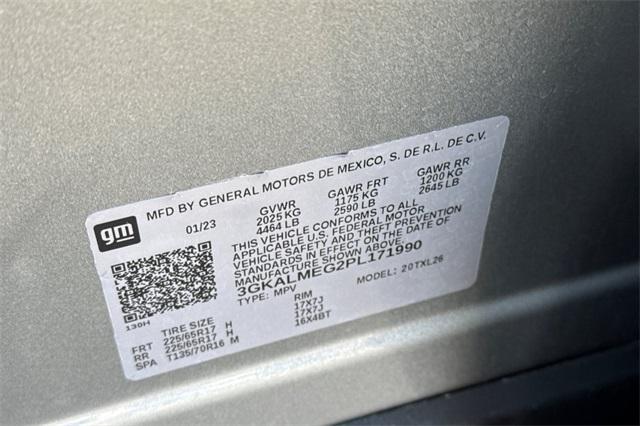 MFD BY GENERAL MOTORS DE MEXICO, S. DE R.L. DE C.V.
gm
01/23
GVWR GAWR FRT GAWR RR
2025 KG 1175 KG 1200 KG
4464 LB 2590 LB 2645 LB
THIS VEHICLE CONFORMS TO ALL
APPLICABLE U.S. FEDERAL MOTOR
VEHICLE SAFETY AND THEFT PREVENTION
STANDARDS IN EFFECT ON THE DATE OF
MANUFACTURE SHOWN ABOVE.
3GKALMEG2PL171990
TYPE: MPV MODEL: 20TXL26
130H
TIRE SIZE RIM
FRT 225/65R17 H 17X7J
RR 225/65R17 H 17X7J
SPA T135/70R16 M 16X4BT